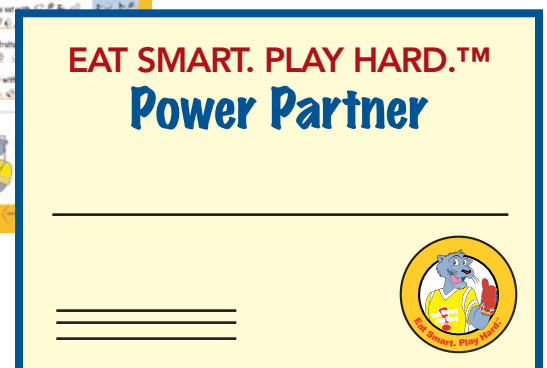 EAT SMART. PLAY HARD.™
Power Partner
Eat Smart. Play Hard.™